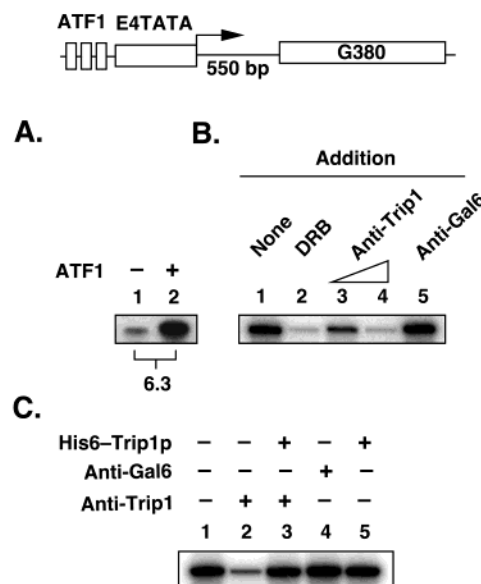 ATF1 E4TATA
550 bp
G380
A.
B.
Addition
None DRB Anti-Trip1 Anti-Gal6
ATF1 – +
1 2
1 2 3 4 5
6.3
C.
His6–Trip1p – – + – +
Anti-Gal6 – – – + –
Anti-Trip1 – + + – –
1 2 3 4 5